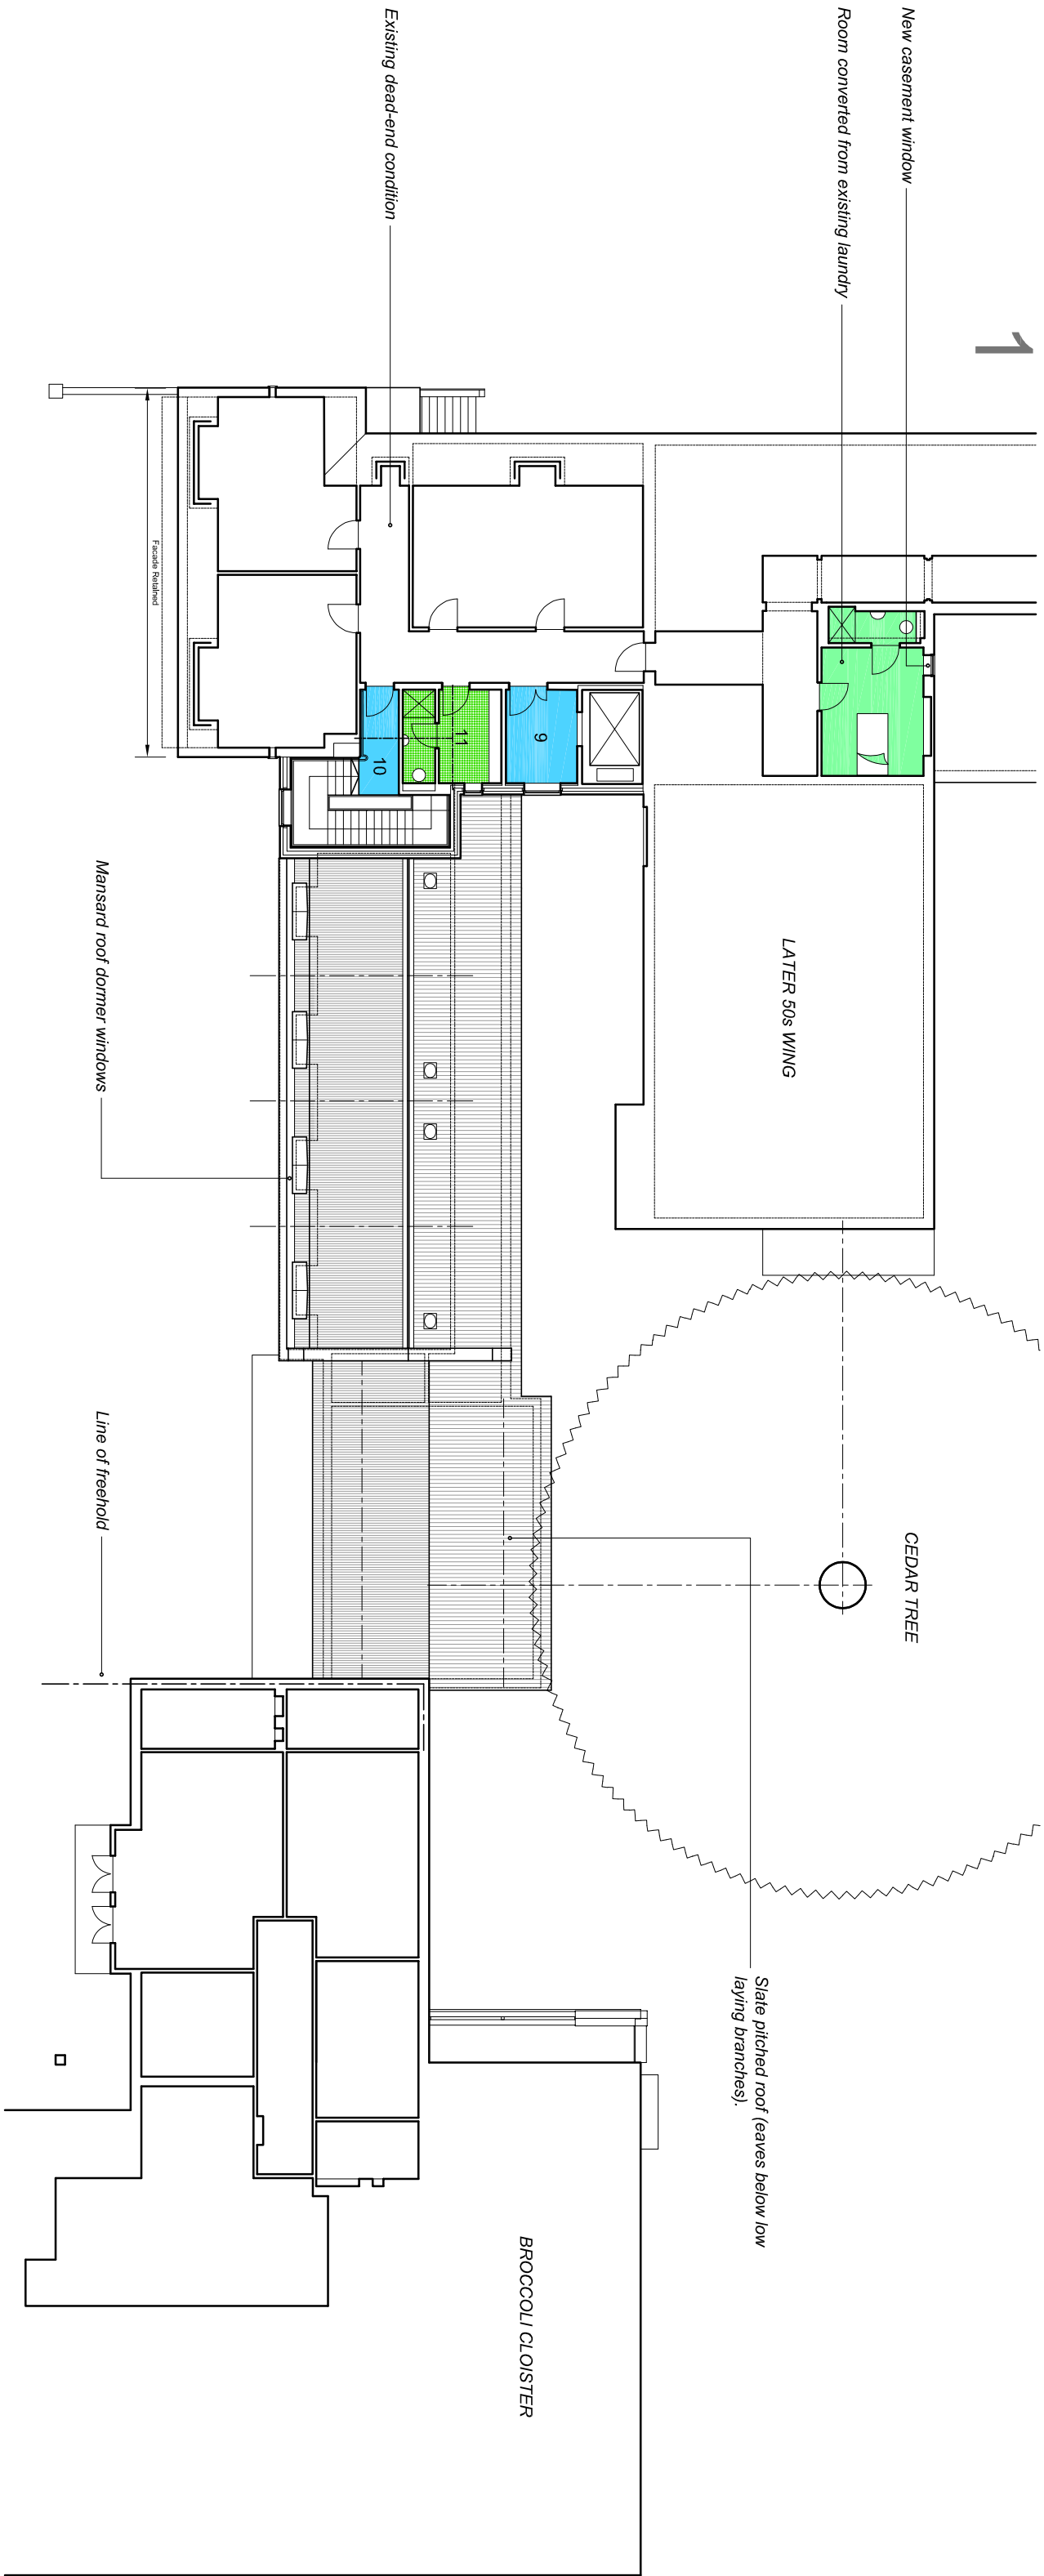 1
New casement window
Room converted from existing laundry
Existing dead-end condition
Facade Retained
9
11
10
LATER 50s WING
Mansard roof dormer windows
CEDAR TREE
Line of freehold
Slate pitched roof (eaves below low
laying branches).
BROCCOLI CLOISTER